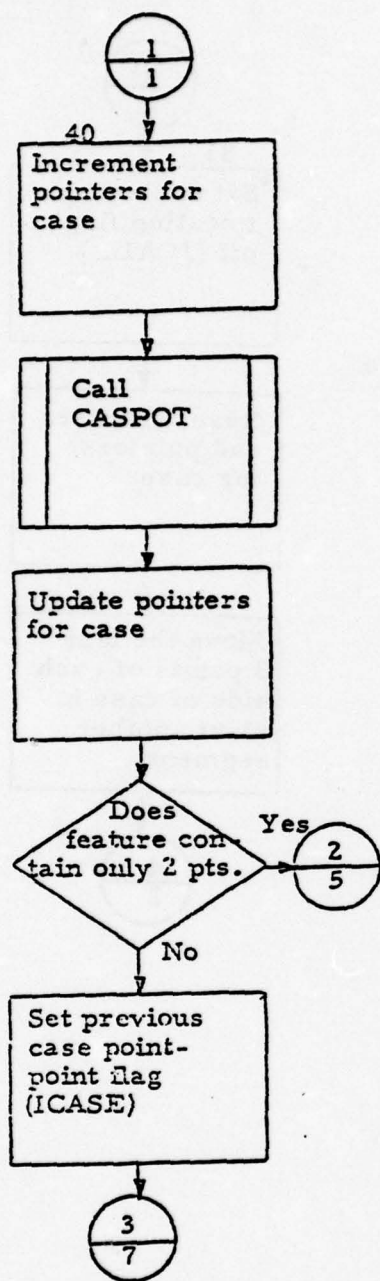 1
1
40
Increment
pointers for
case
Call
CASPOT
Update pointers
for case
Does
feature con-
tain only 2 pts.
Yes
2
5
No
Set previous
case point-
point flag
(ICASE)
3
7